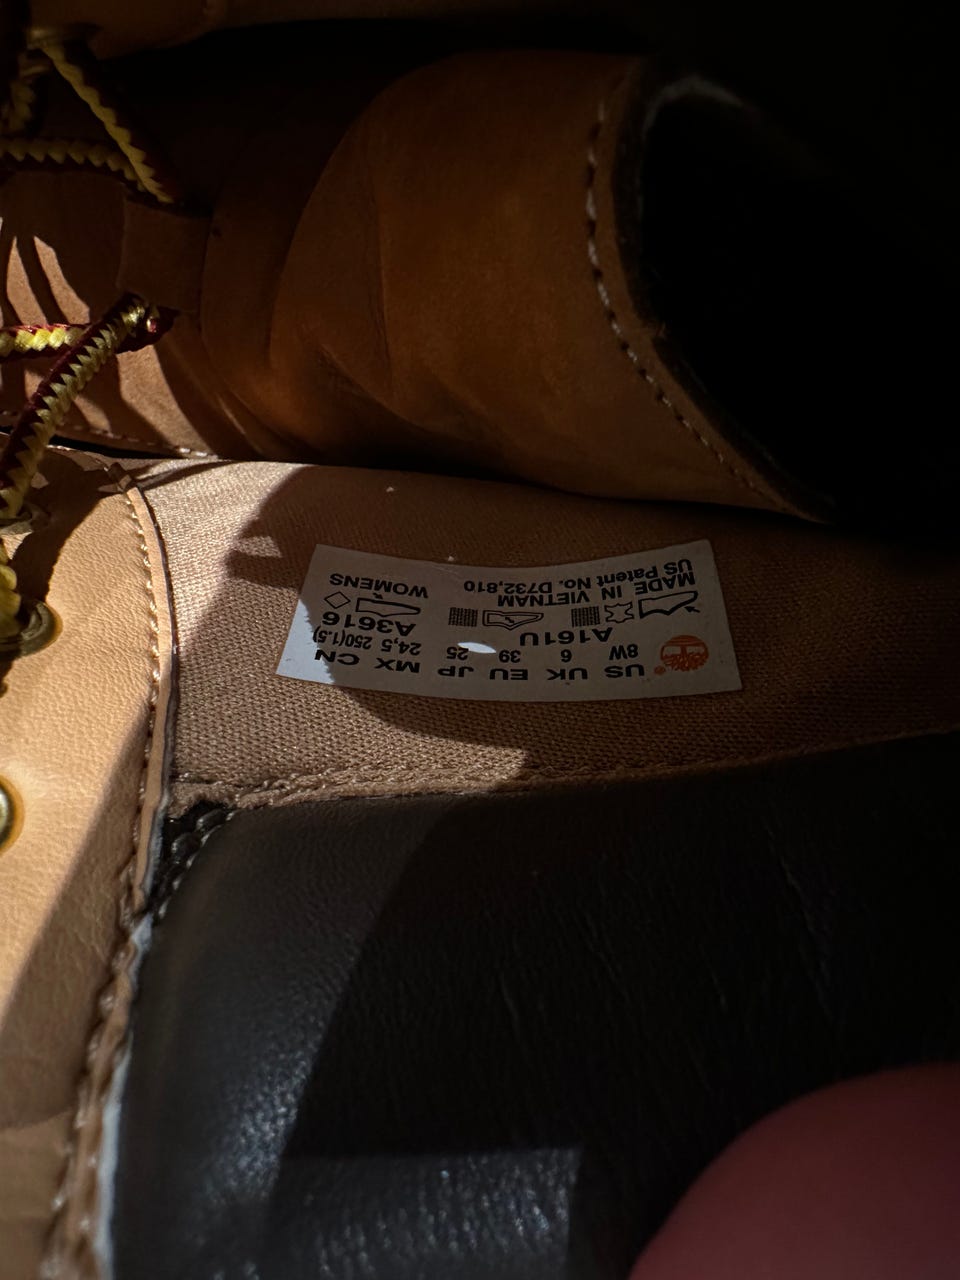 US UK EU JP MX CN
8W 6 39 25 24,5 250(1.5)
A161U A3616
MADE IN VIETNAM WOMENS
US Patent No. D732,810